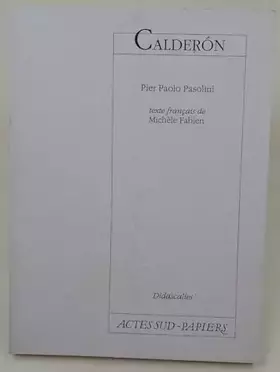 CALDERÓN
Pier Paolo Pasolini
texte français de
Michèle Fabien
Didascalies
ACTES SUD-PAPIERS